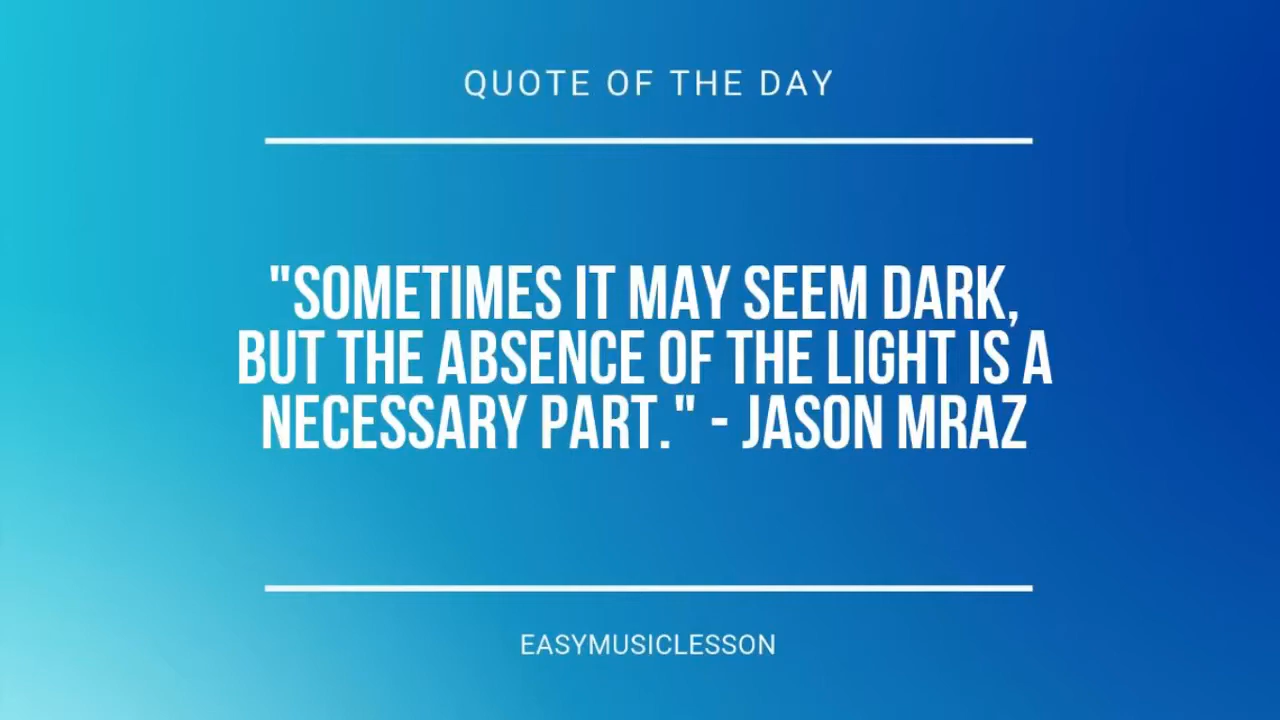 QUOTE OF THE DAY
"SOMETIMES IT MAY SEEM DARK,
BUT THE ABSENCE OF THE LIGHT IS A
NECESSARY PART." - JASON MRAZ
EASYMUSICLESSON